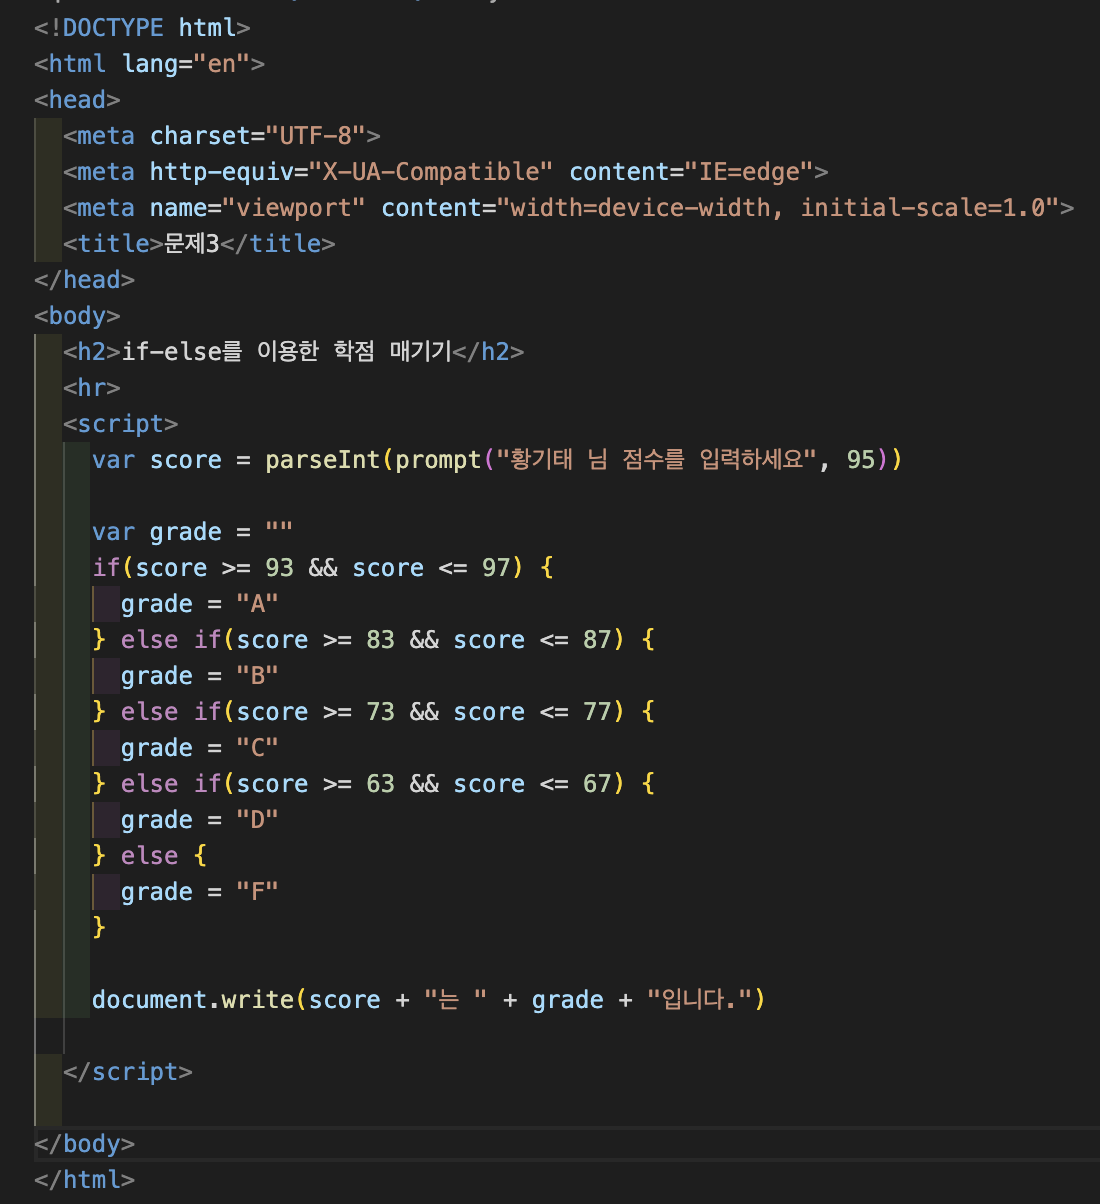 <!DOCTYPE html>
<html lang="en">
<head>
  <meta charset="UTF-8">
  <meta http-equiv="X-UA-Compatible" content="IE=edge">
  <meta name="viewport" content="width=device-width, initial-scale=1.0">
  <title>문제3</title>
</head>
<body>
  <h2>if-else를 이용한 학점 매기기</h2>
  <hr>
  <script>
    var score = parseInt(prompt("황기태 님 점수를 입력하세요", 95))

    var grade = ""
    if(score >= 93 && score <= 97) {
      grade = "A"
    } else if(score >= 83 && score <= 87) {
      grade = "B"
    } else if(score >= 73 && score <= 77) {
      grade = "C"
    } else if(score >= 63 && score <= 67) {
      grade = "D"
    } else {
      grade = "F"
    }

    document.write(score + "는 " + grade + "입니다.")

  </script>

</body>
</html>